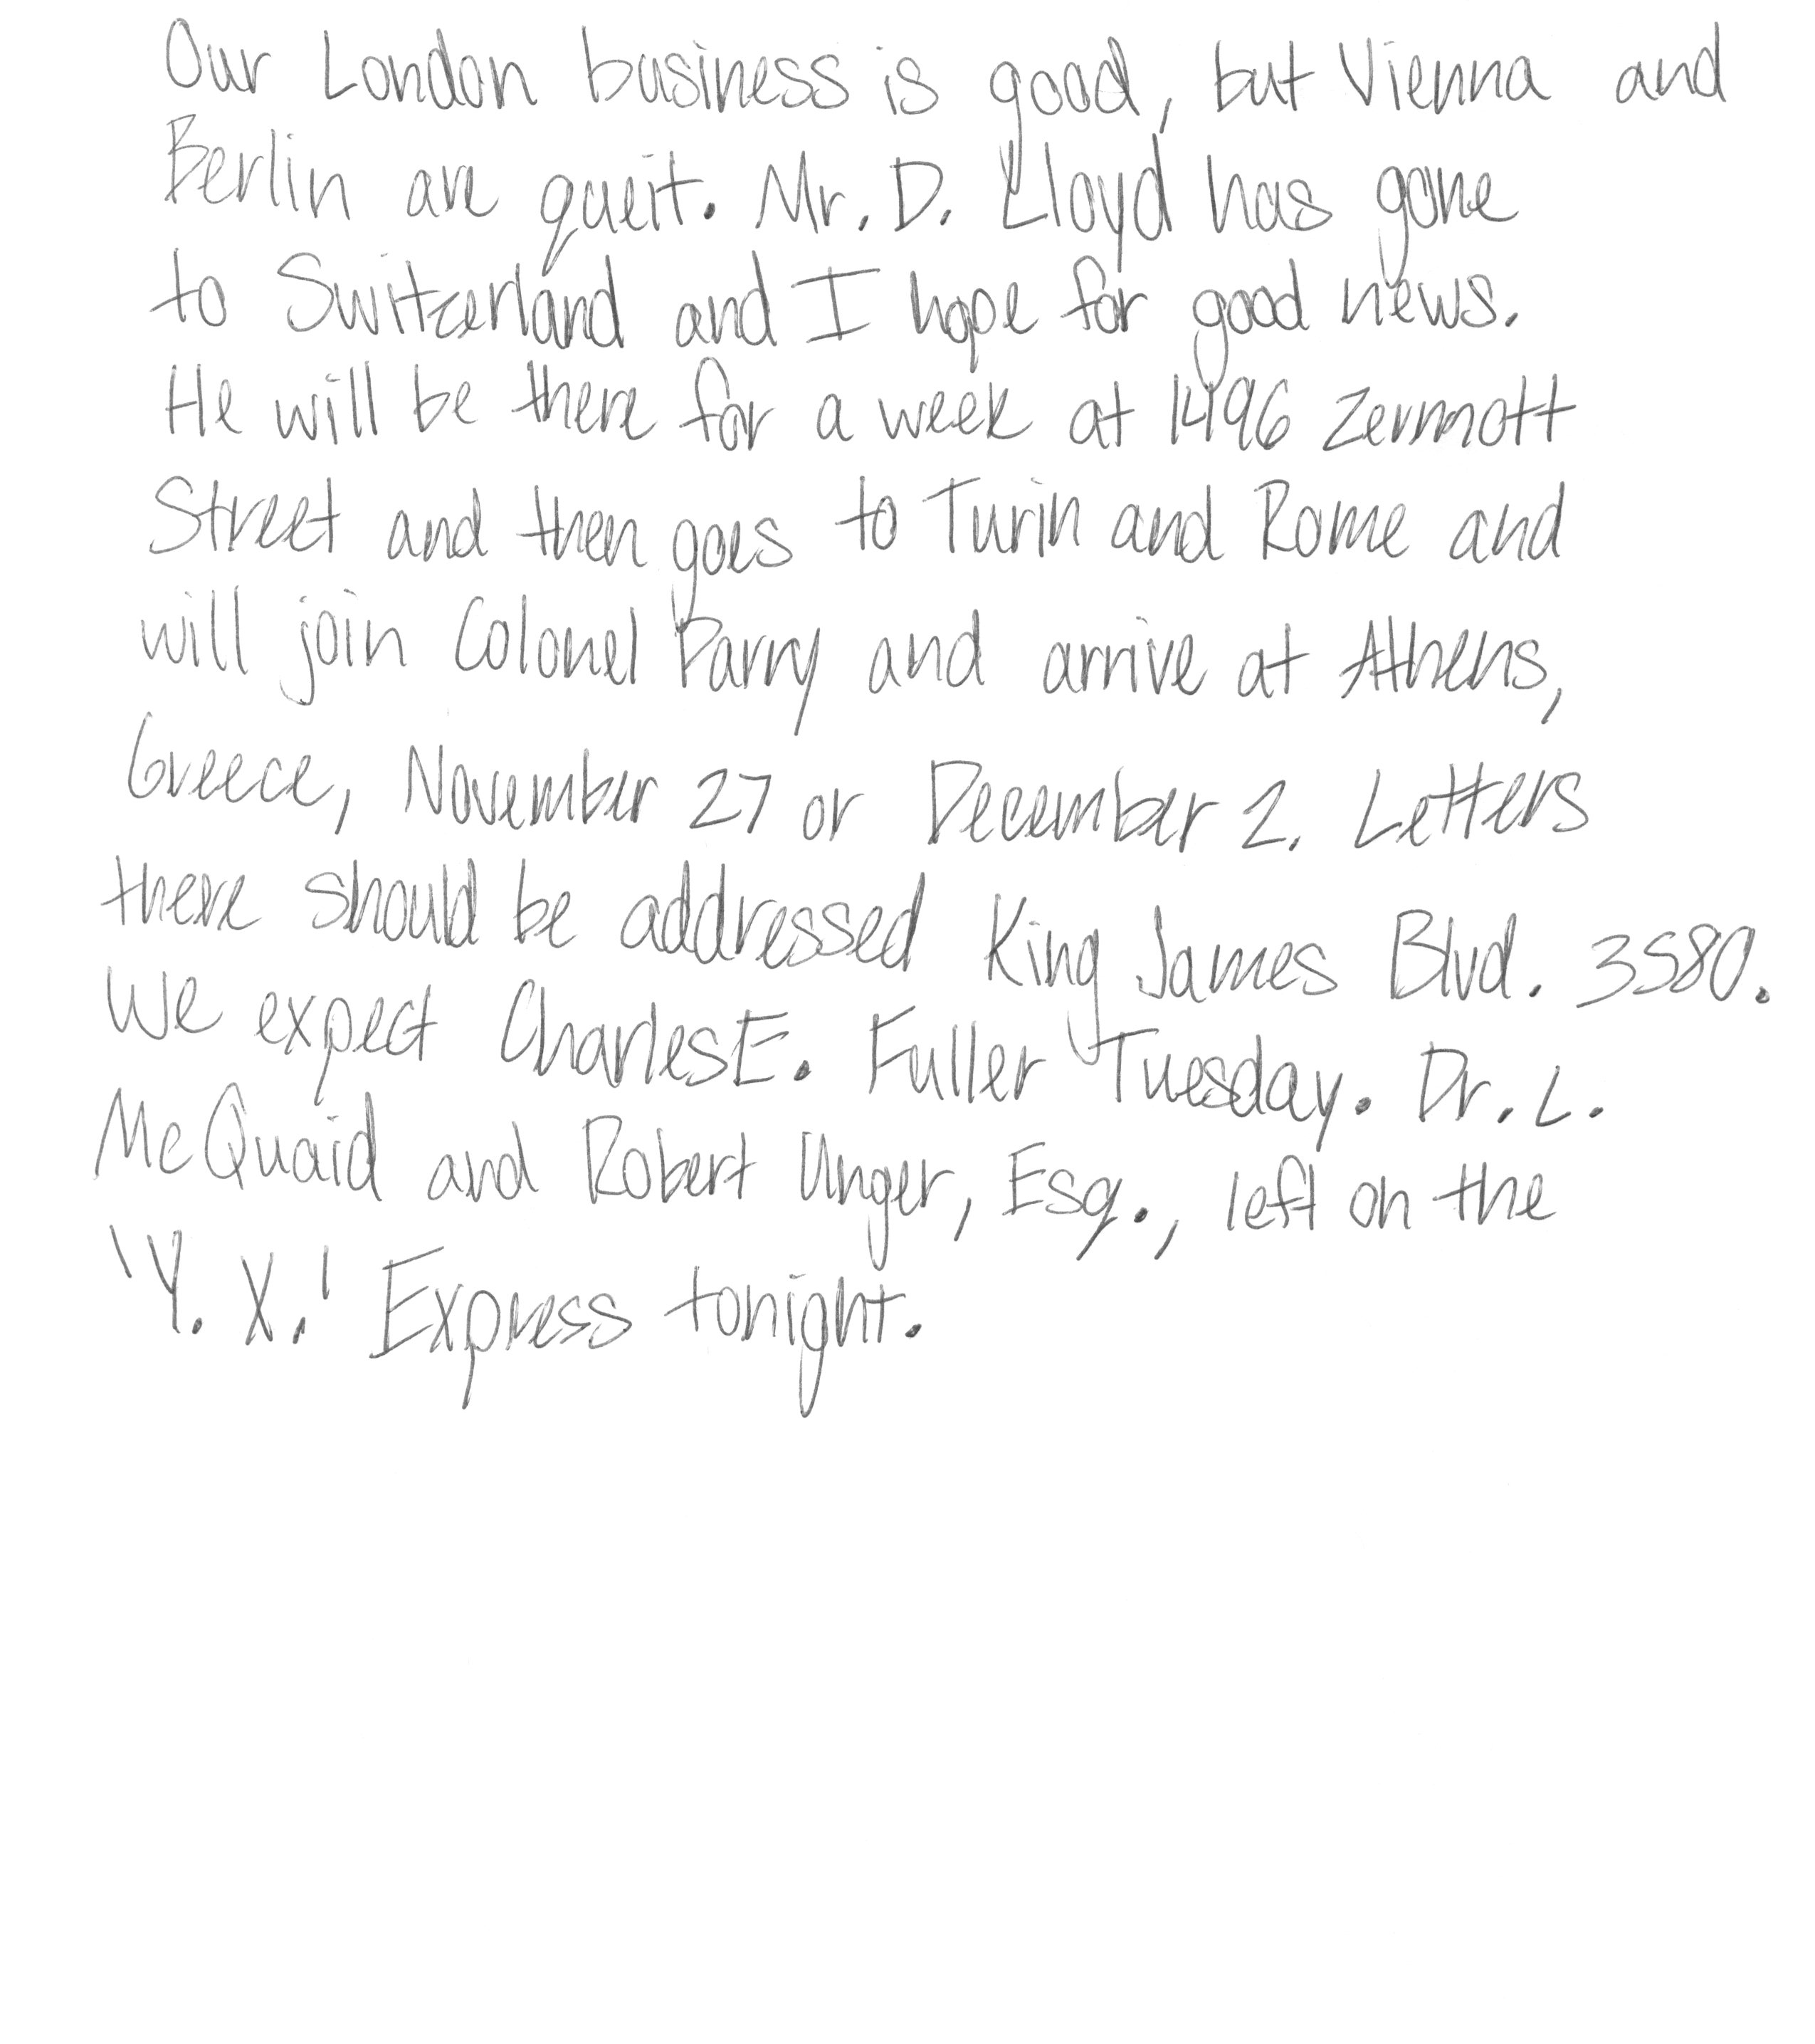 Our London business is good, but Vienna and
Berlin are queit. Mr. D. Lloyd has gone
to Switzerland and I hope for good news.
He will be there for a week at 1496 Zermott
Street and then goes to Turin and Rome and
will join Colonel Parry and arrive at Athens,
Greece, November 27 or December 2. Letters
there should be addressed King James Blvd. 3580.
We expect Charles E. Fuller Tuesday. Dr. L.
McQuaid and Robert Unger, Esq., left on the
'Y. X.' Express tonight.